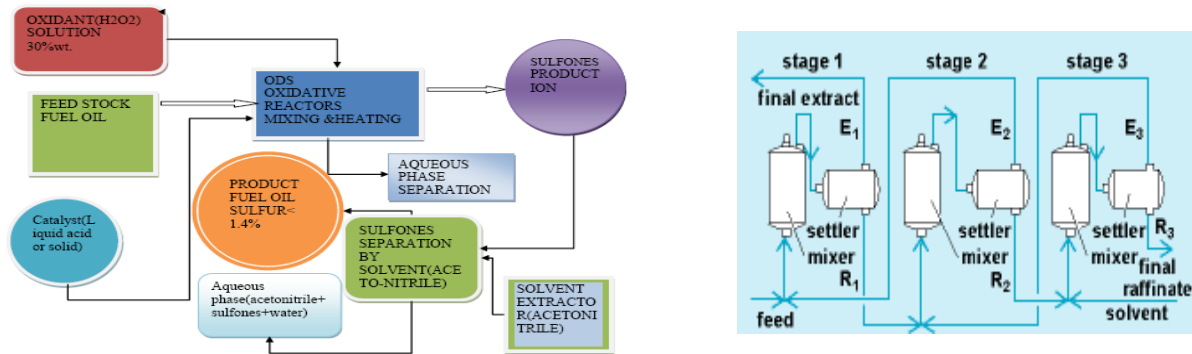 OXIDANT(H2O2)
SOLUTION
30%wt.
FEED STOCK
FUEL OIL
Catalyst(L
iquid acid
or solid)
ODS
OXIDATIVE
REACTORS
MIXING &HEATING
SULFONES
PRODUCT
ION
AQUEOUS
PHASE
SEPARATION
PRODUCT
FUEL OIL
SULFUR<
1.4%
SULFONES
SEPARATION
BY
SOLVENT(ACE
TO-NITRILE)
Aqueous
phase(acetonitrile+
sulfones+water)
SOLVENT
EXTRACTO
R(ACETONI
TRILE)
stage 1
stage 2
stage 3
final extract
E1
E2
E3
settler
mixer
R1
settler
mixer
R2
settler
mixer
R3
final
raffinate
feed
solvent